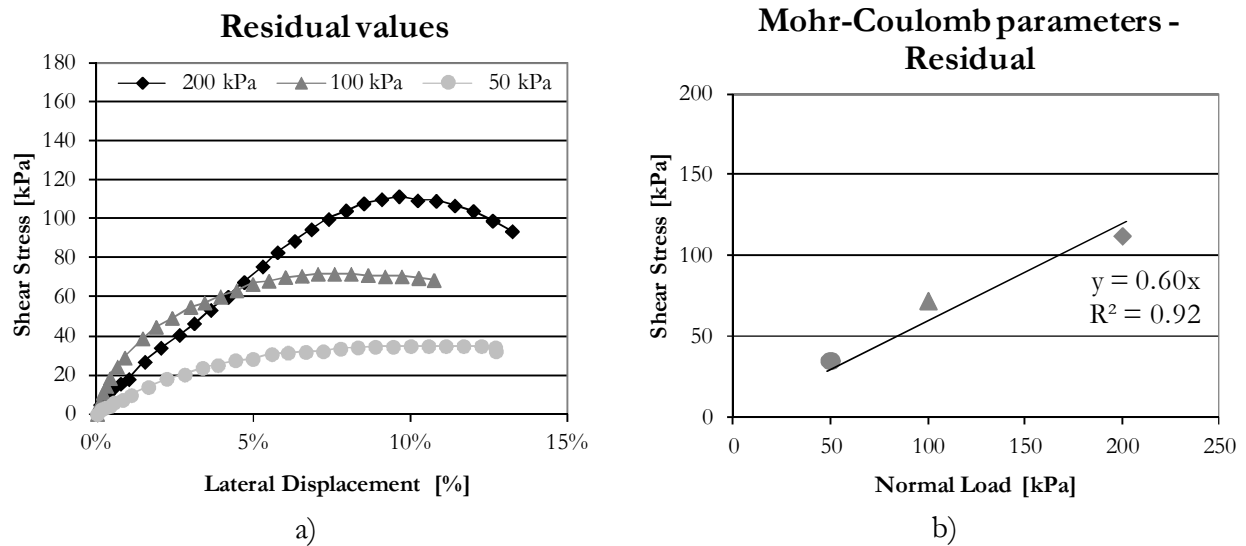 Residual values
180
160
140
120
100
80
60
40
20
0
200 kPa 100 kPa 50 kPa
Shear Stress [kPa]
0% 5% 10% 15%
Lateral Displacement [%]
a)
Mohr-Coulomb parameters -
Residual
200
150
100
50
0
Shear Stress [kPa]
y = 0.60x
R² = 0.92
0 50 100 150 200 250
Normal Load [kPa]
b)